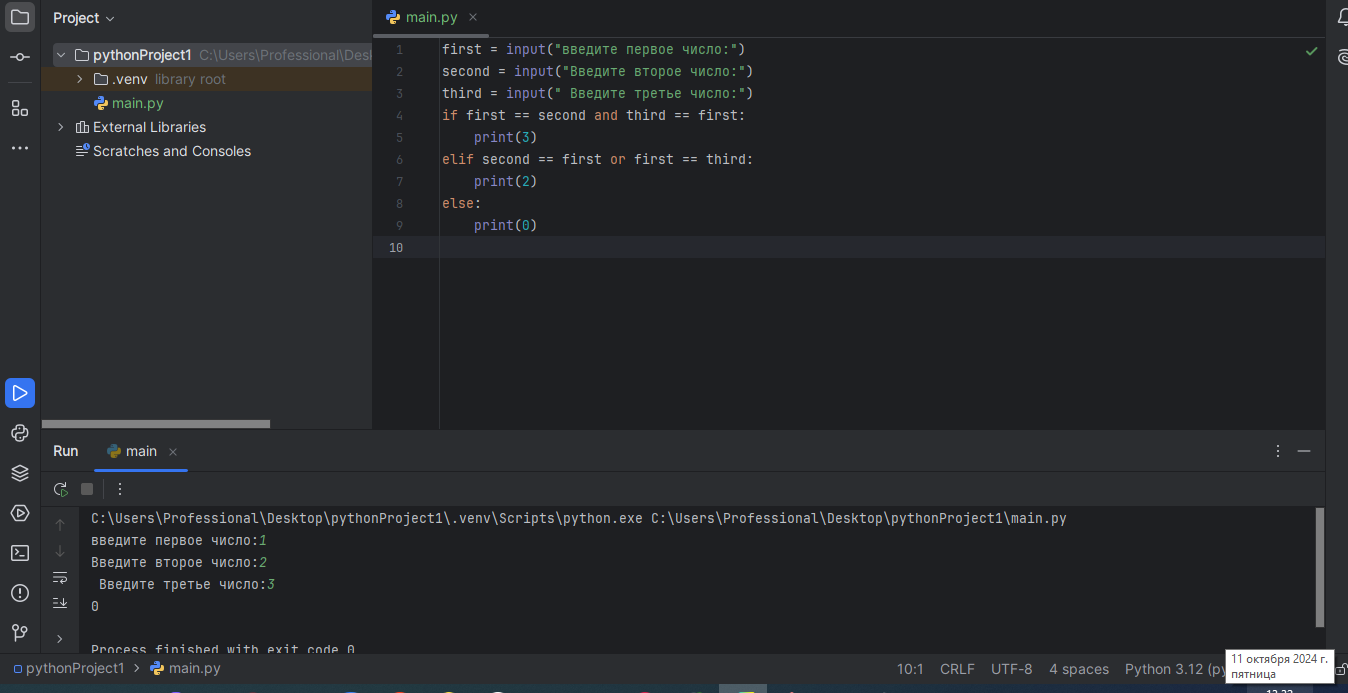 Project
main.py
pythonProject1 C:\Users\Professional\Desk
.venv library root
main.py
External Libraries
Scratches and Consoles
1 first = input("введите первое число:")
2 second = input("Введите второе число:")
3 third = input(" Введите третье число:")
4 if first == second and third == first:
5 print(3)
6 elif second == first or first == third:
7 print(2)
8 else:
9 print(0)
10
Run main
C:\Users\Professional\Desktop\pythonProject1\.venv\Scripts\python.exe C:\Users\Professional\Desktop\pythonProject1\main.py
введите первое число:1
Введите второе число:2
Введите третье число:3
0
Process finished with exit code 0
pythonProject1 main.py 10:1 CRLF UTF-8 4 spaces Python 3.12 (py
11 октября 2024 г.
пятница